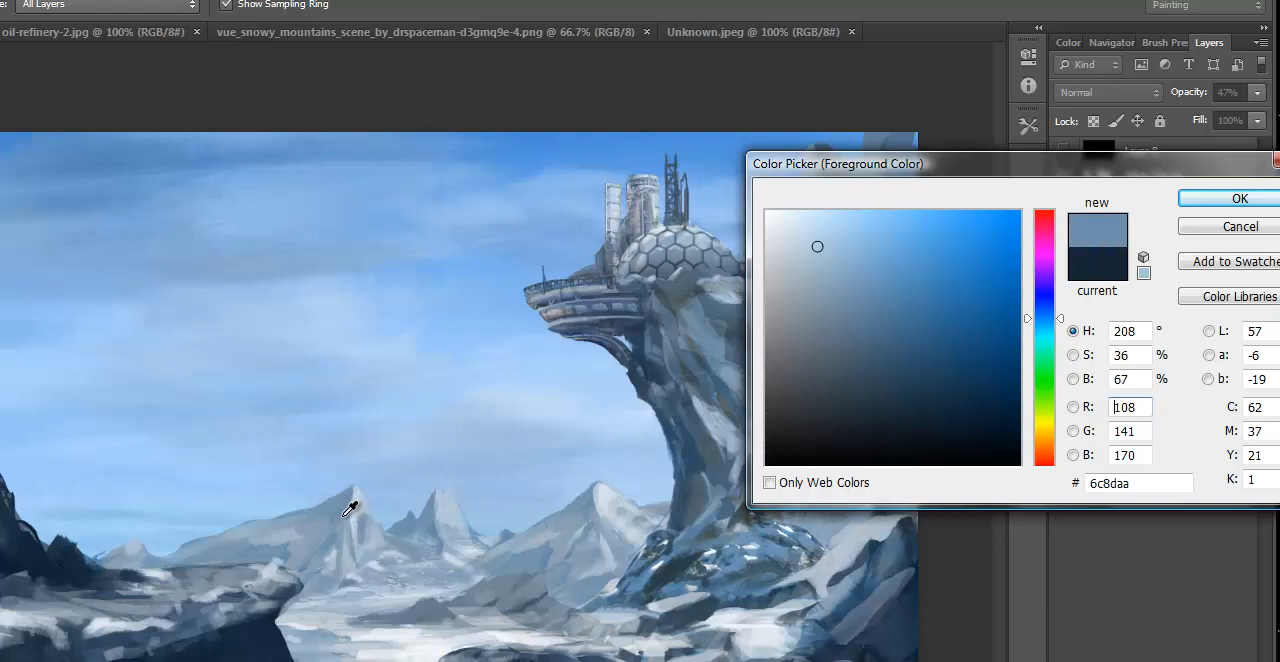 e: All Layers Show Sampling Ring Painting
oil-refinery-2.jpg @ 100% (RGB/8#) × vue_snowy_mountains_scene_by_drspaceman-d3gmq9e-4.png @ 66.7% (RGB/8) × Unknown.jpeg @ 100% (RGB/8#) ×
Color Navigator Brush Pre Layers
Kind
Normal Opacity: 47%
Lock: Fill: 100%
Color Picker (Foreground Color)
new
current
OK
Cancel
Add to Swatche
Color Libraries
H: 208 ° L: 57
S: 36 % a: -6
B: 67 % b: -19
R: 108 C: 62
G: 141 M: 37
B: 170 Y: 21
# 6c8daa K: 1
Only Web Colors